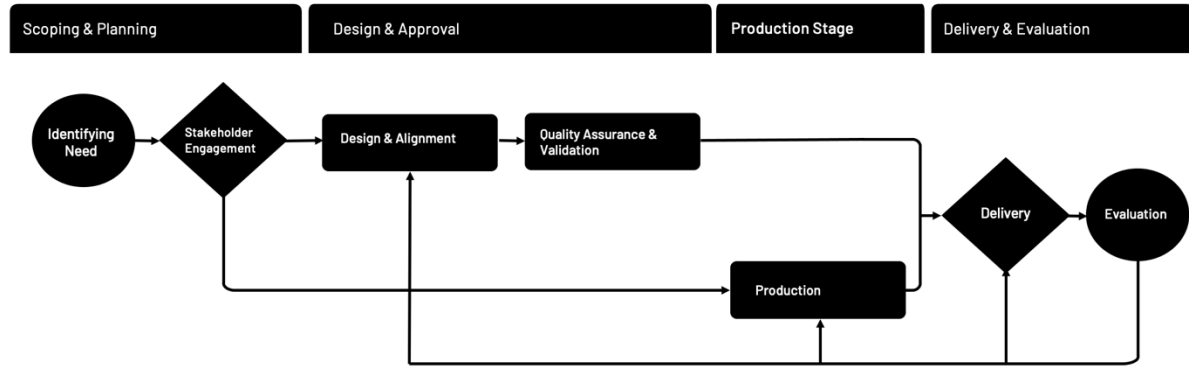 Scoping & Planning
Design & Approval
Production Stage
Delivery & Evaluation
Identifying
Need
Stakeholder
Engagement
Design & Alignment
Quality Assurance &
Validation
Delivery
Evaluation
Production